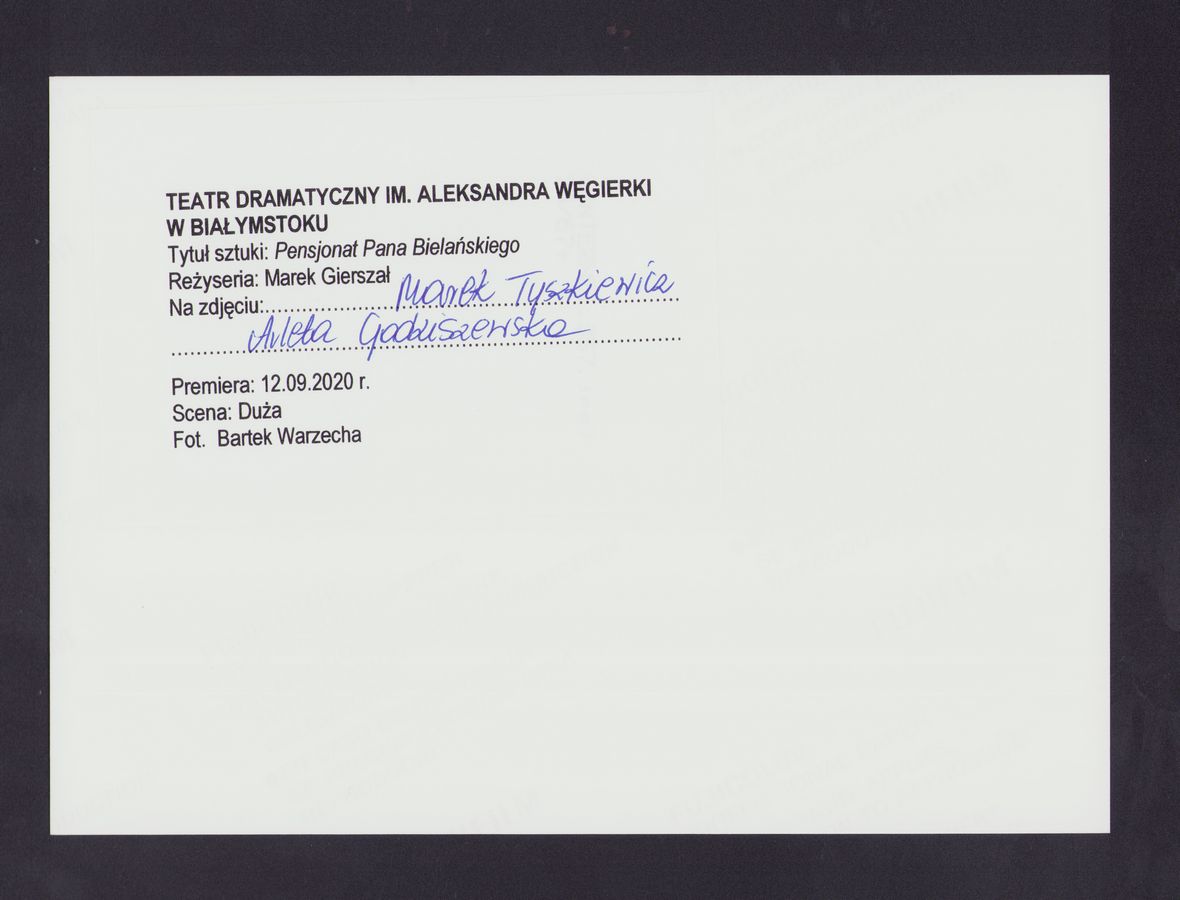 TEATR DRAMATYCZNY IM. ALEKSANDRA WĘGIERKI
W BIAŁYMSTOKU
Tytuł sztuki: Pensjonat Pana Bielańskiego
Reżyseria: Marek Gierszał
Na zdjęciu:.......... Marek Tyszkiewicz
Arleta Godziszewska
Premiera: 12.09.2020 r.
Scena: Duża
Fot. Bartek Warzecha